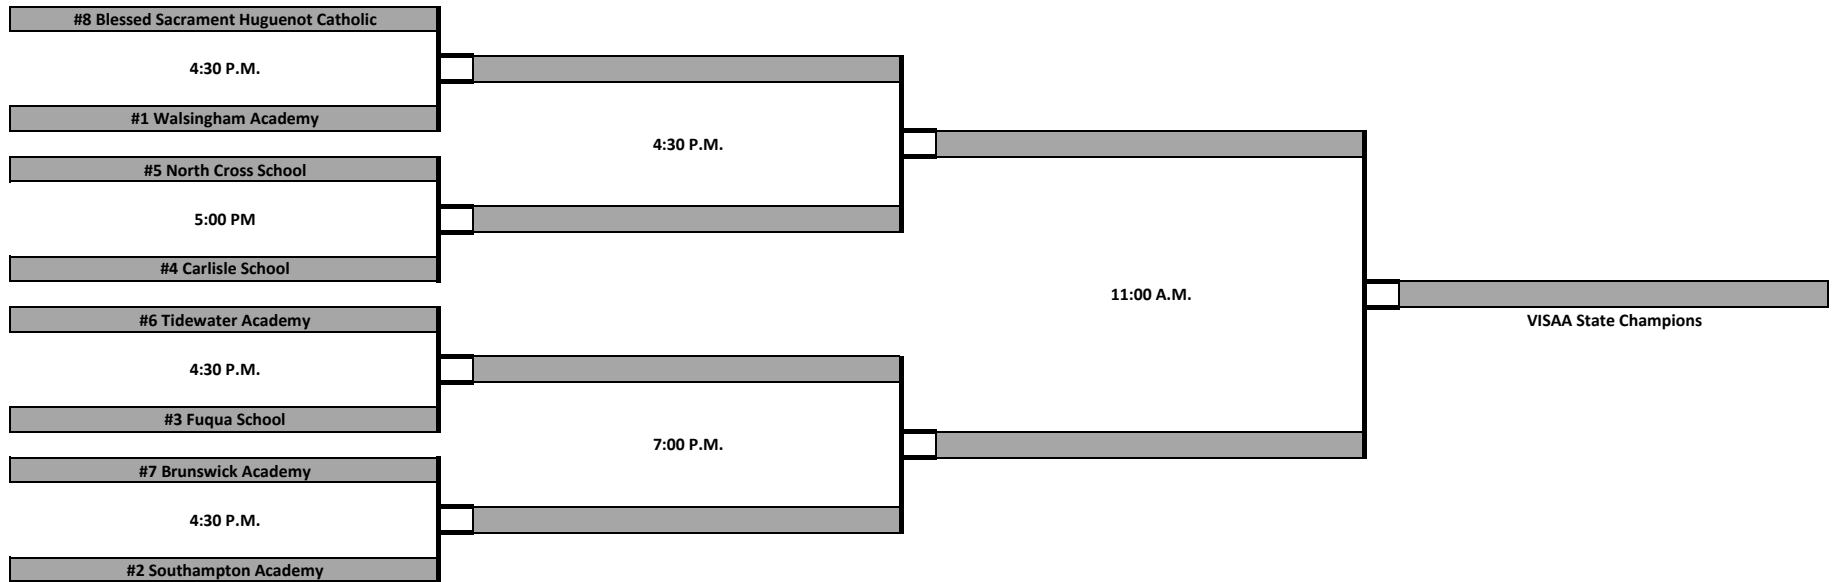 #8 Blessed Sacrament Huguenot Catholic
4:30 P.M.
#1 Walsingham Academy
4:30 P.M.
#5 North Cross School
5:00 PM
#4 Carlisle School
11:00 A.M.
VISAA State Champions
#6 Tidewater Academy
4:30 P.M.
#3 Fuqua School
7:00 P.M.
#7 Brunswick Academy
4:30 P.M.
#2 Southampton Academy